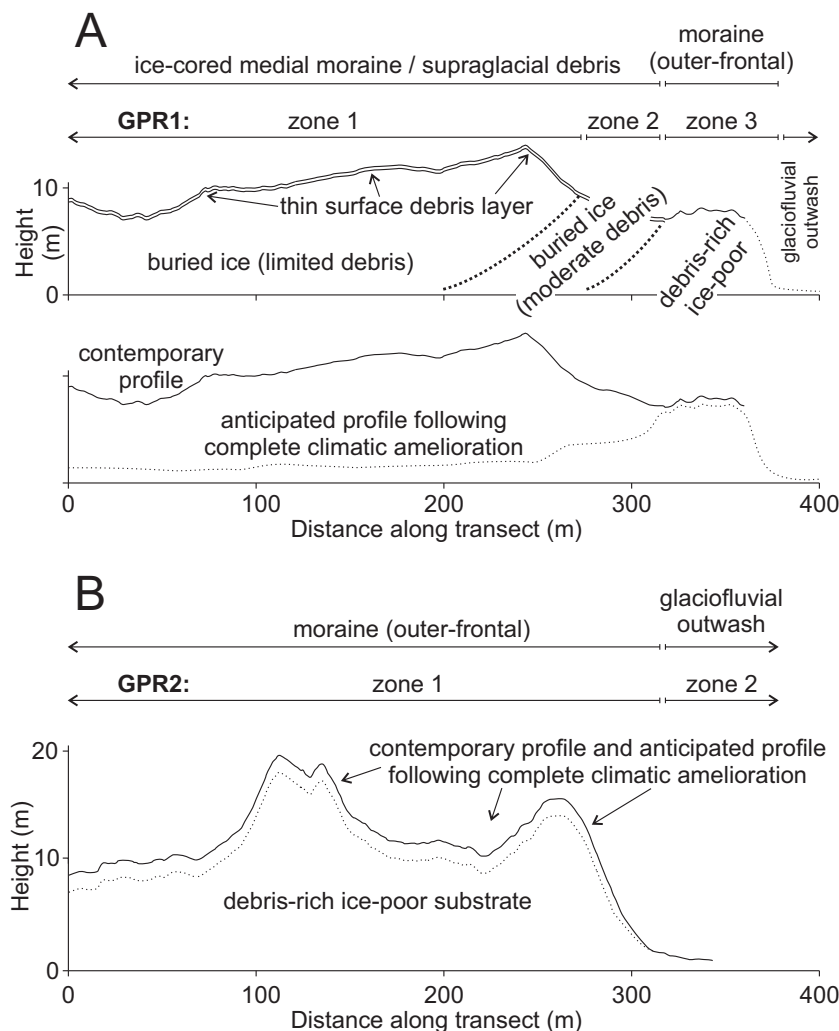 A
ice-cored medial moraine / supraglacial debris
moraine
(outer-frontal)
GPR1:
zone 1
zone 2
zone 3
10
0
Height
(m)
thin surface debris layer
buried ice (limited debris)
buried ice
(moderate debris)
debris-rich
ice-poor
glaciofluvial
outwash
contemporary
profile
anticipated profile following
complete climatic amelioration
0
100
200
300
400
Distance along transect (m)
B
moraine (outer-frontal)
glaciofluvial
outwash
GPR2:
zone 1
zone 2
20
10
0
Height (m)
contemporary profile and anticipated profile
following complete climatic amelioration
debris-rich ice-poor substrate
0
100
200
300
400
Distance along transect (m)